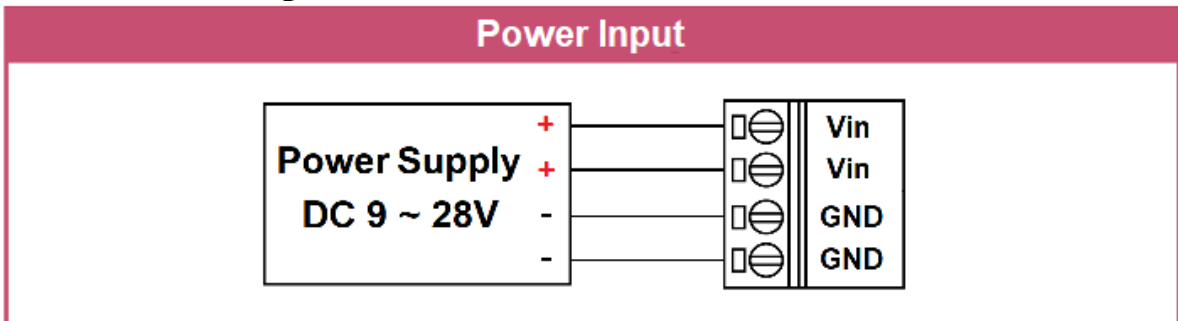 Power Input
Power Supply
DC 9 ~ 28V
+
+
-
-
Vin
Vin
GND
GND